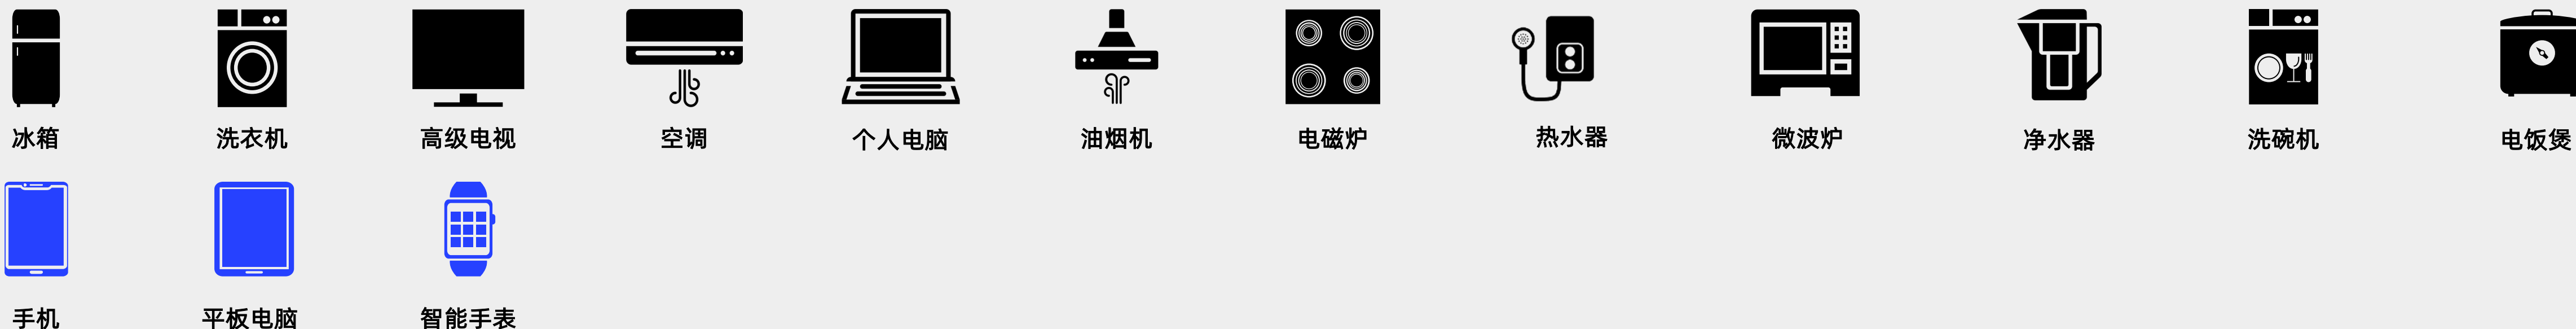 冰箱 洗衣机 高级电视 空调 个人电脑 油烟机 电磁炉 热水器 微波炉 净水器 洗碗机 电饭煲
手机 平板电脑 智能手表